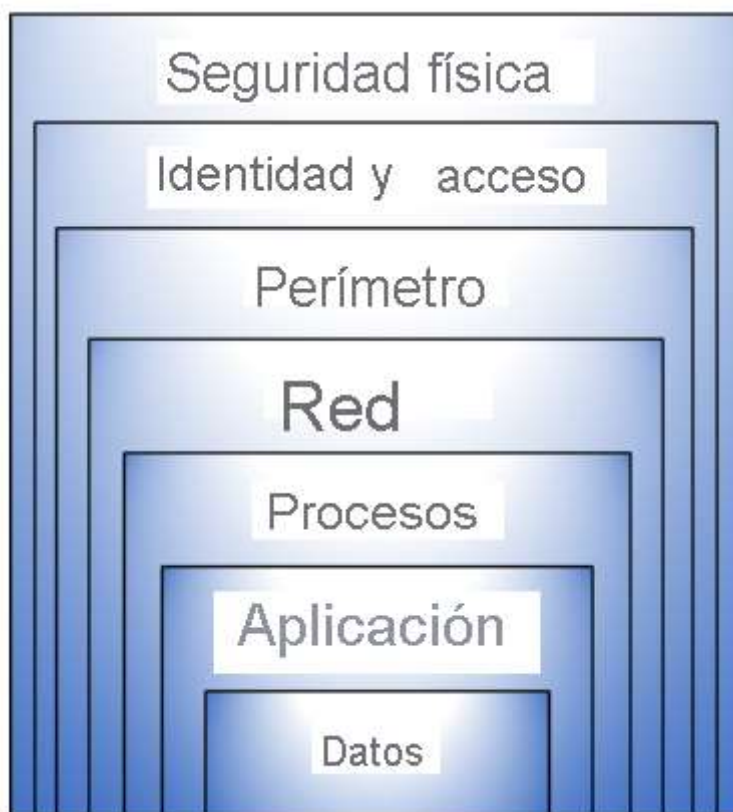 Seguridad física
Identidad y acceso
Perímetro
Red
Procesos
Aplicación
Datos